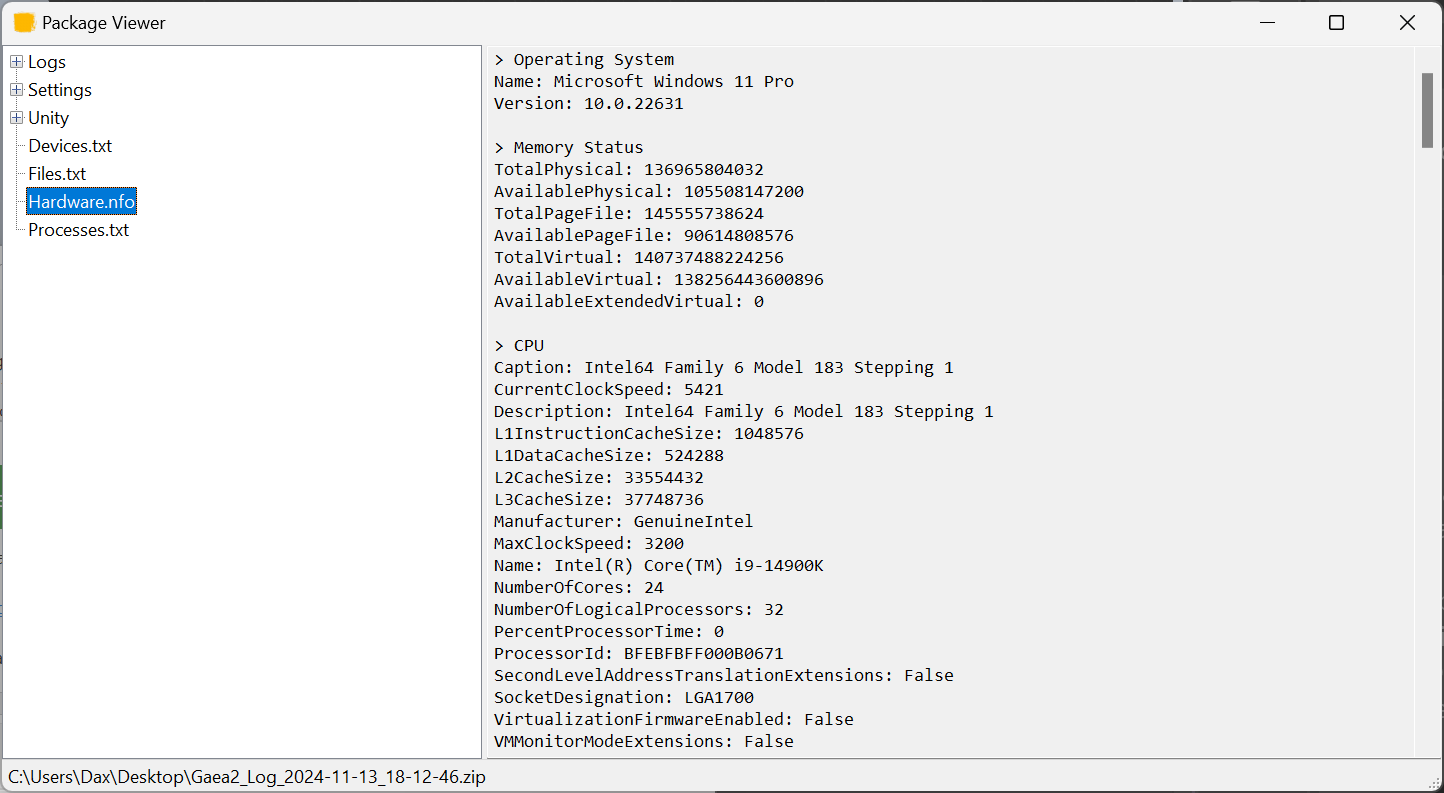 Package Viewer
Logs
Settings
Unity
Devices.txt
Files.txt
Hardware.nfo
Processes.txt
> Operating System
Name: Microsoft Windows 11 Pro
Version: 10.0.22631
> Memory Status
TotalPhysical: 136965804032
AvailablePhysical: 105508147200
TotalPageFile: 145555738624
AvailablePageFile: 90614808576
TotalVirtual: 140737488224256
AvailableVirtual: 138256443600896
AvailableExtendedVirtual: 0
> CPU
Caption: Intel64 Family 6 Model 183 Stepping 1
CurrentClockSpeed: 5421
Description: Intel64 Family 6 Model 183 Stepping 1
L1InstructionCacheSize: 1048576
L1DataCacheSize: 524288
L2CacheSize: 33554432
L3CacheSize: 37748736
Manufacturer: GenuineIntel
MaxClockSpeed: 3200
Name: Intel(R) Core(TM) i9-14900K
NumberOfCores: 24
NumberOfLogicalProcessors: 32
PercentProcessorTime: 0
ProcessorId: BFEBFBFF000B0671
SecondLevelAddressTranslationExtensions: False
SocketDesignation: LGA1700
VirtualizationFirmwareEnabled: False
VMMonitorModeExtensions: False
C:\Users\Dax\Desktop\Gaea2_Log_2024-11-13_18-12-46.zip